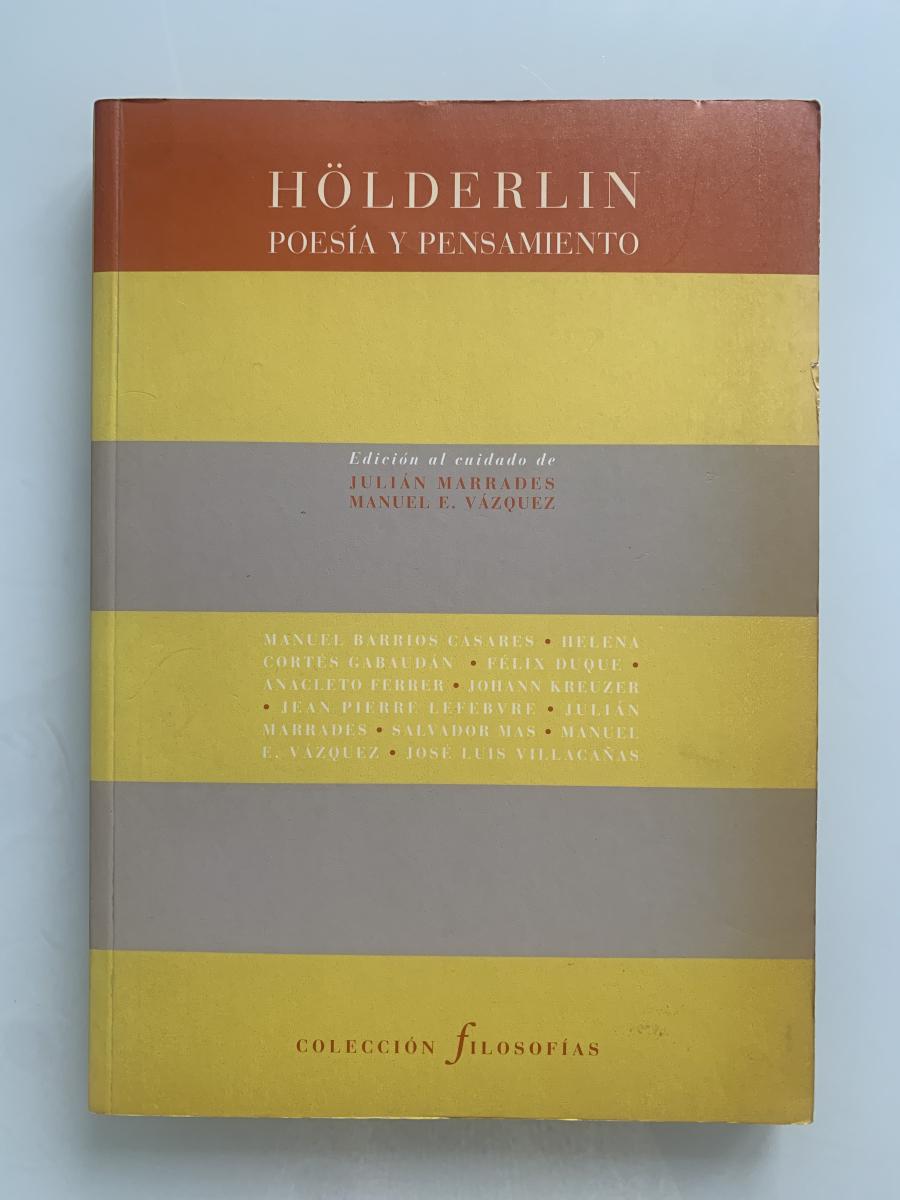 HÖLDERLIN
POESÍA Y PENSAMIENTO
Edición al cuidado de
JULIÁN MARRADES
MANUEL E. VÁZQUEZ
MANUEL BARRIOS CASARES • HELENA
CORTÉS GABAUDÁN • FÉLIX DUQUE •
ANACLETO FERRER • JOHANN KREUZER
• JEAN PIERRE LEFEBVRE • JULIÁN
MARRADES • SALVADOR MAS • MANUEL
E. VÁZQUEZ • JOSÉ LUIS VILLACAÑAS
COLECCIÓN fILOSOFÍAS